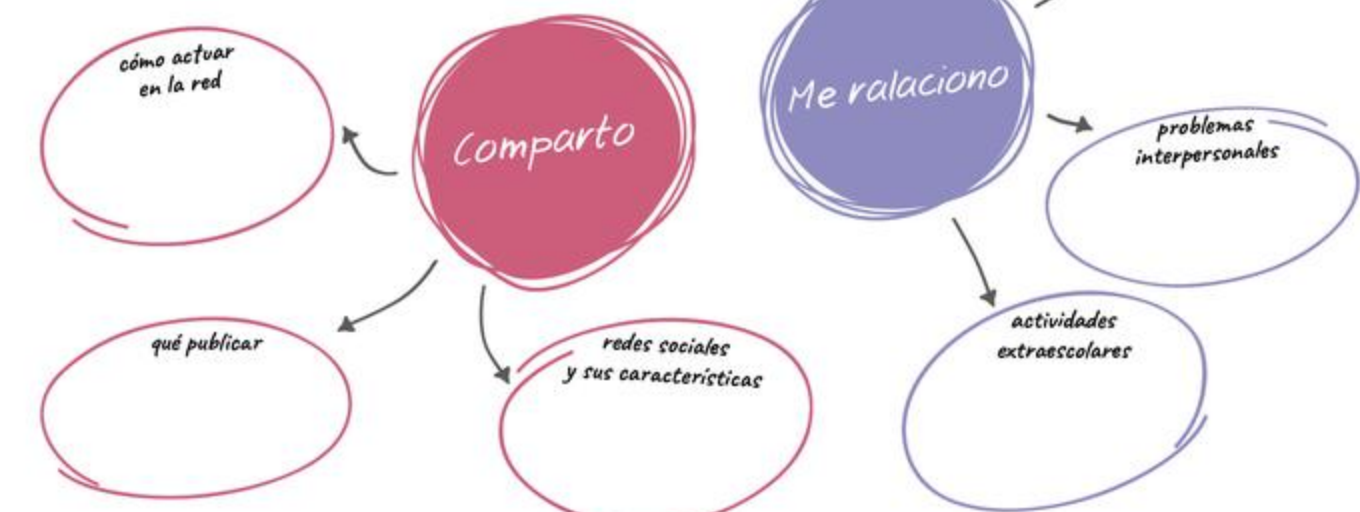 cómo actuar
en la red
Comparto
qué publicar
redes sociales
y sus características
Me ralaciono
problemas
interpersonales
actividades
extraescolares